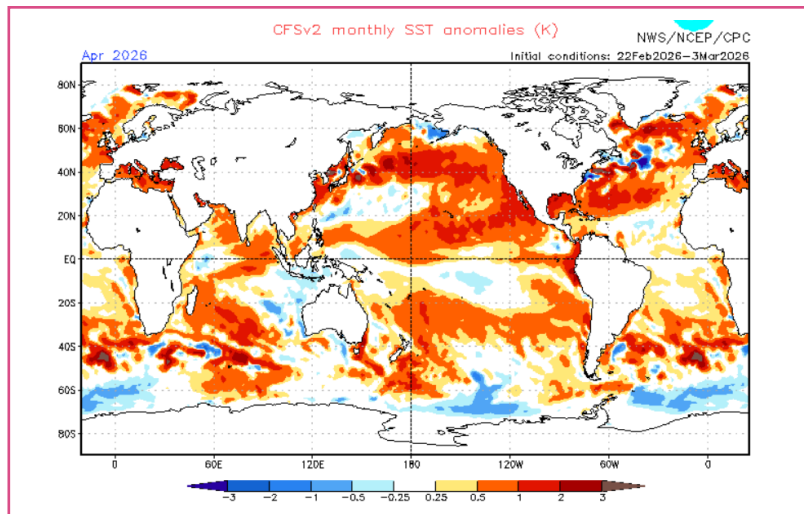 CFSv2 monthly SST anomalies (K)
NWS/NCEP/CPC
Apr 2026
Initial conditions: 22Feb2026-3Mar2026
80N
60N
40N
20N
EQ
20S
40S
60S
80S
0 60E 120E 180 120W 60W 0
-3 -2 -1 -0.5 -0.25 0.25 0.5 1 2 3